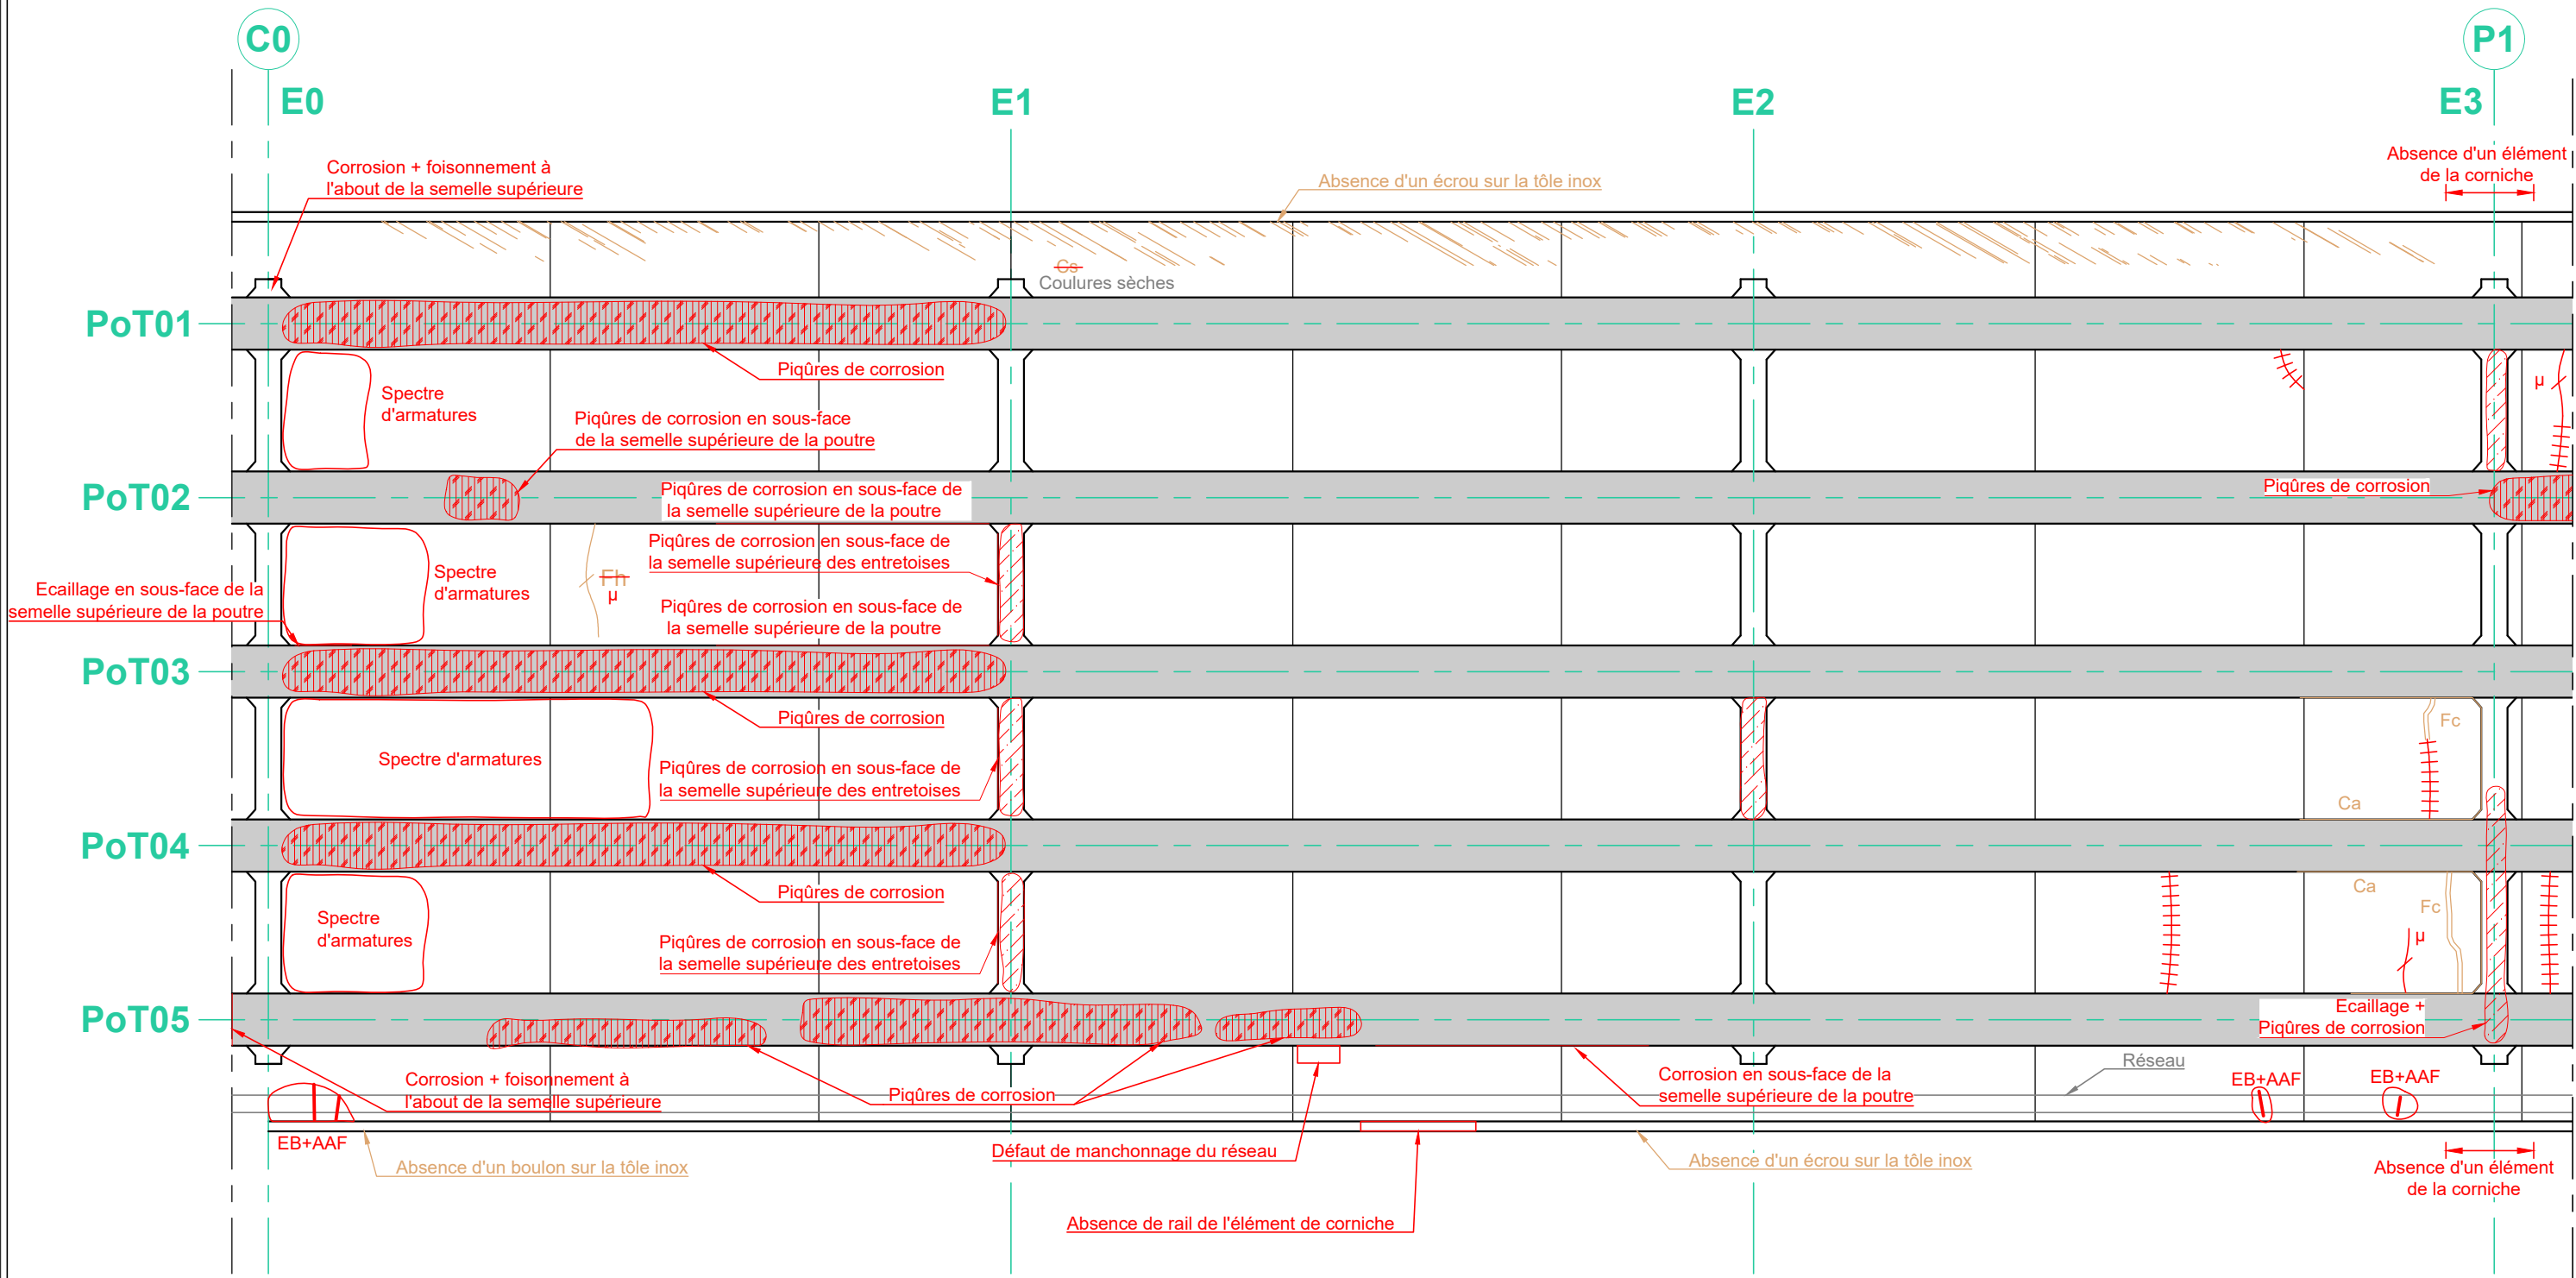 C0
P1
E0
E1
E2
E3
Absence d'un élément
de la corniche
Corrosion + foisonnement à
l'about de la semelle supérieure
Absence d'un écrou sur la tôle inox
Cs
Coulures sèches
PoT01
Piqûres de corrosion
Spectre
d'armatures
µ
Piqûres de corrosion en sous-face
de la semelle supérieure de la poutre
PoT02
Piqûres de corrosion en sous-face de
la semelle supérieure de la poutre
Piqûres de corrosion
Piqûres de corrosion en sous-face de
la semelle supérieure des entretoises
Spectre
d'armatures
Fh
µ
Ecaillage en sous-face de la
semelle supérieure de la poutre
Piqûres de corrosion en sous-face de
la semelle supérieure de la poutre
PoT03
Piqûres de corrosion
Fc
Spectre d'armatures
Piqûres de corrosion en sous-face de
la semelle supérieure des entretoises
Ca
PoT04
Piqûres de corrosion
Ca
Fc
Spectre
d'armatures
µ
Piqûres de corrosion en sous-face de
la semelle supérieure des entretoises
PoT05
Ecaillage +
Piqûres de corrosion
Réseau
Corrosion + foisonnement à
l'about de la semelle supérieure
Piqûres de corrosion
Corrosion en sous-face de la
semelle supérieure de la poutre
EB+AAF
EB+AAF
EB+AAF
Défaut de manchonnage du réseau
Absence d'un boulon sur la tôle inox
Absence d'un écrou sur la tôle inox
Absence d'un élément
de la corniche
Absence de rail de l'élément de corniche